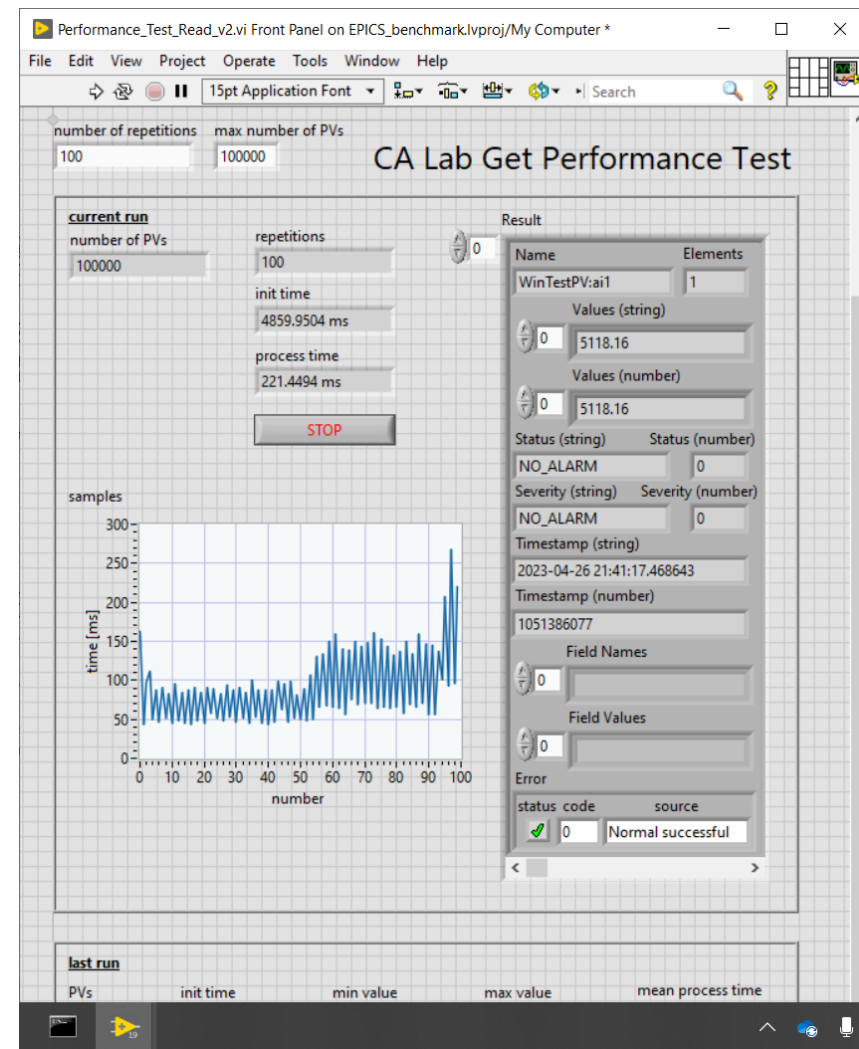 Performance_Test_Read_v2.vi Front Panel on EPICS_benchmark.lvproj/My Computer *
File Edit View Project Operate Tools Window Help
15pt Application Font Search
number of repetitions max number of PVs
100 100000
CA Lab Get Performance Test
current run
number of PVs
100000
repetitions
100
init time
4859.9504 ms
process time
221.4494 ms
STOP
samples
300
250
200
150
100
50
0
time [ms]
0 10 20 30 40 50 60 70 80 90 100
number
Result
0
Name Elements
WinTestPV:ai1 1
Values (string)
0 5118.16
Values (number)
0 5118.16
Status (string) Status (number)
NO_ALARM 0
Severity (string) Severity (number)
NO_ALARM 0
Timestamp (string)
2023-04-26 21:41:17.468643
Timestamp (number)
1051386077
Field Names
0
Field Values
0
Error
status code source
0 Normal successful
last run
PVs init time min value max value mean process time
19